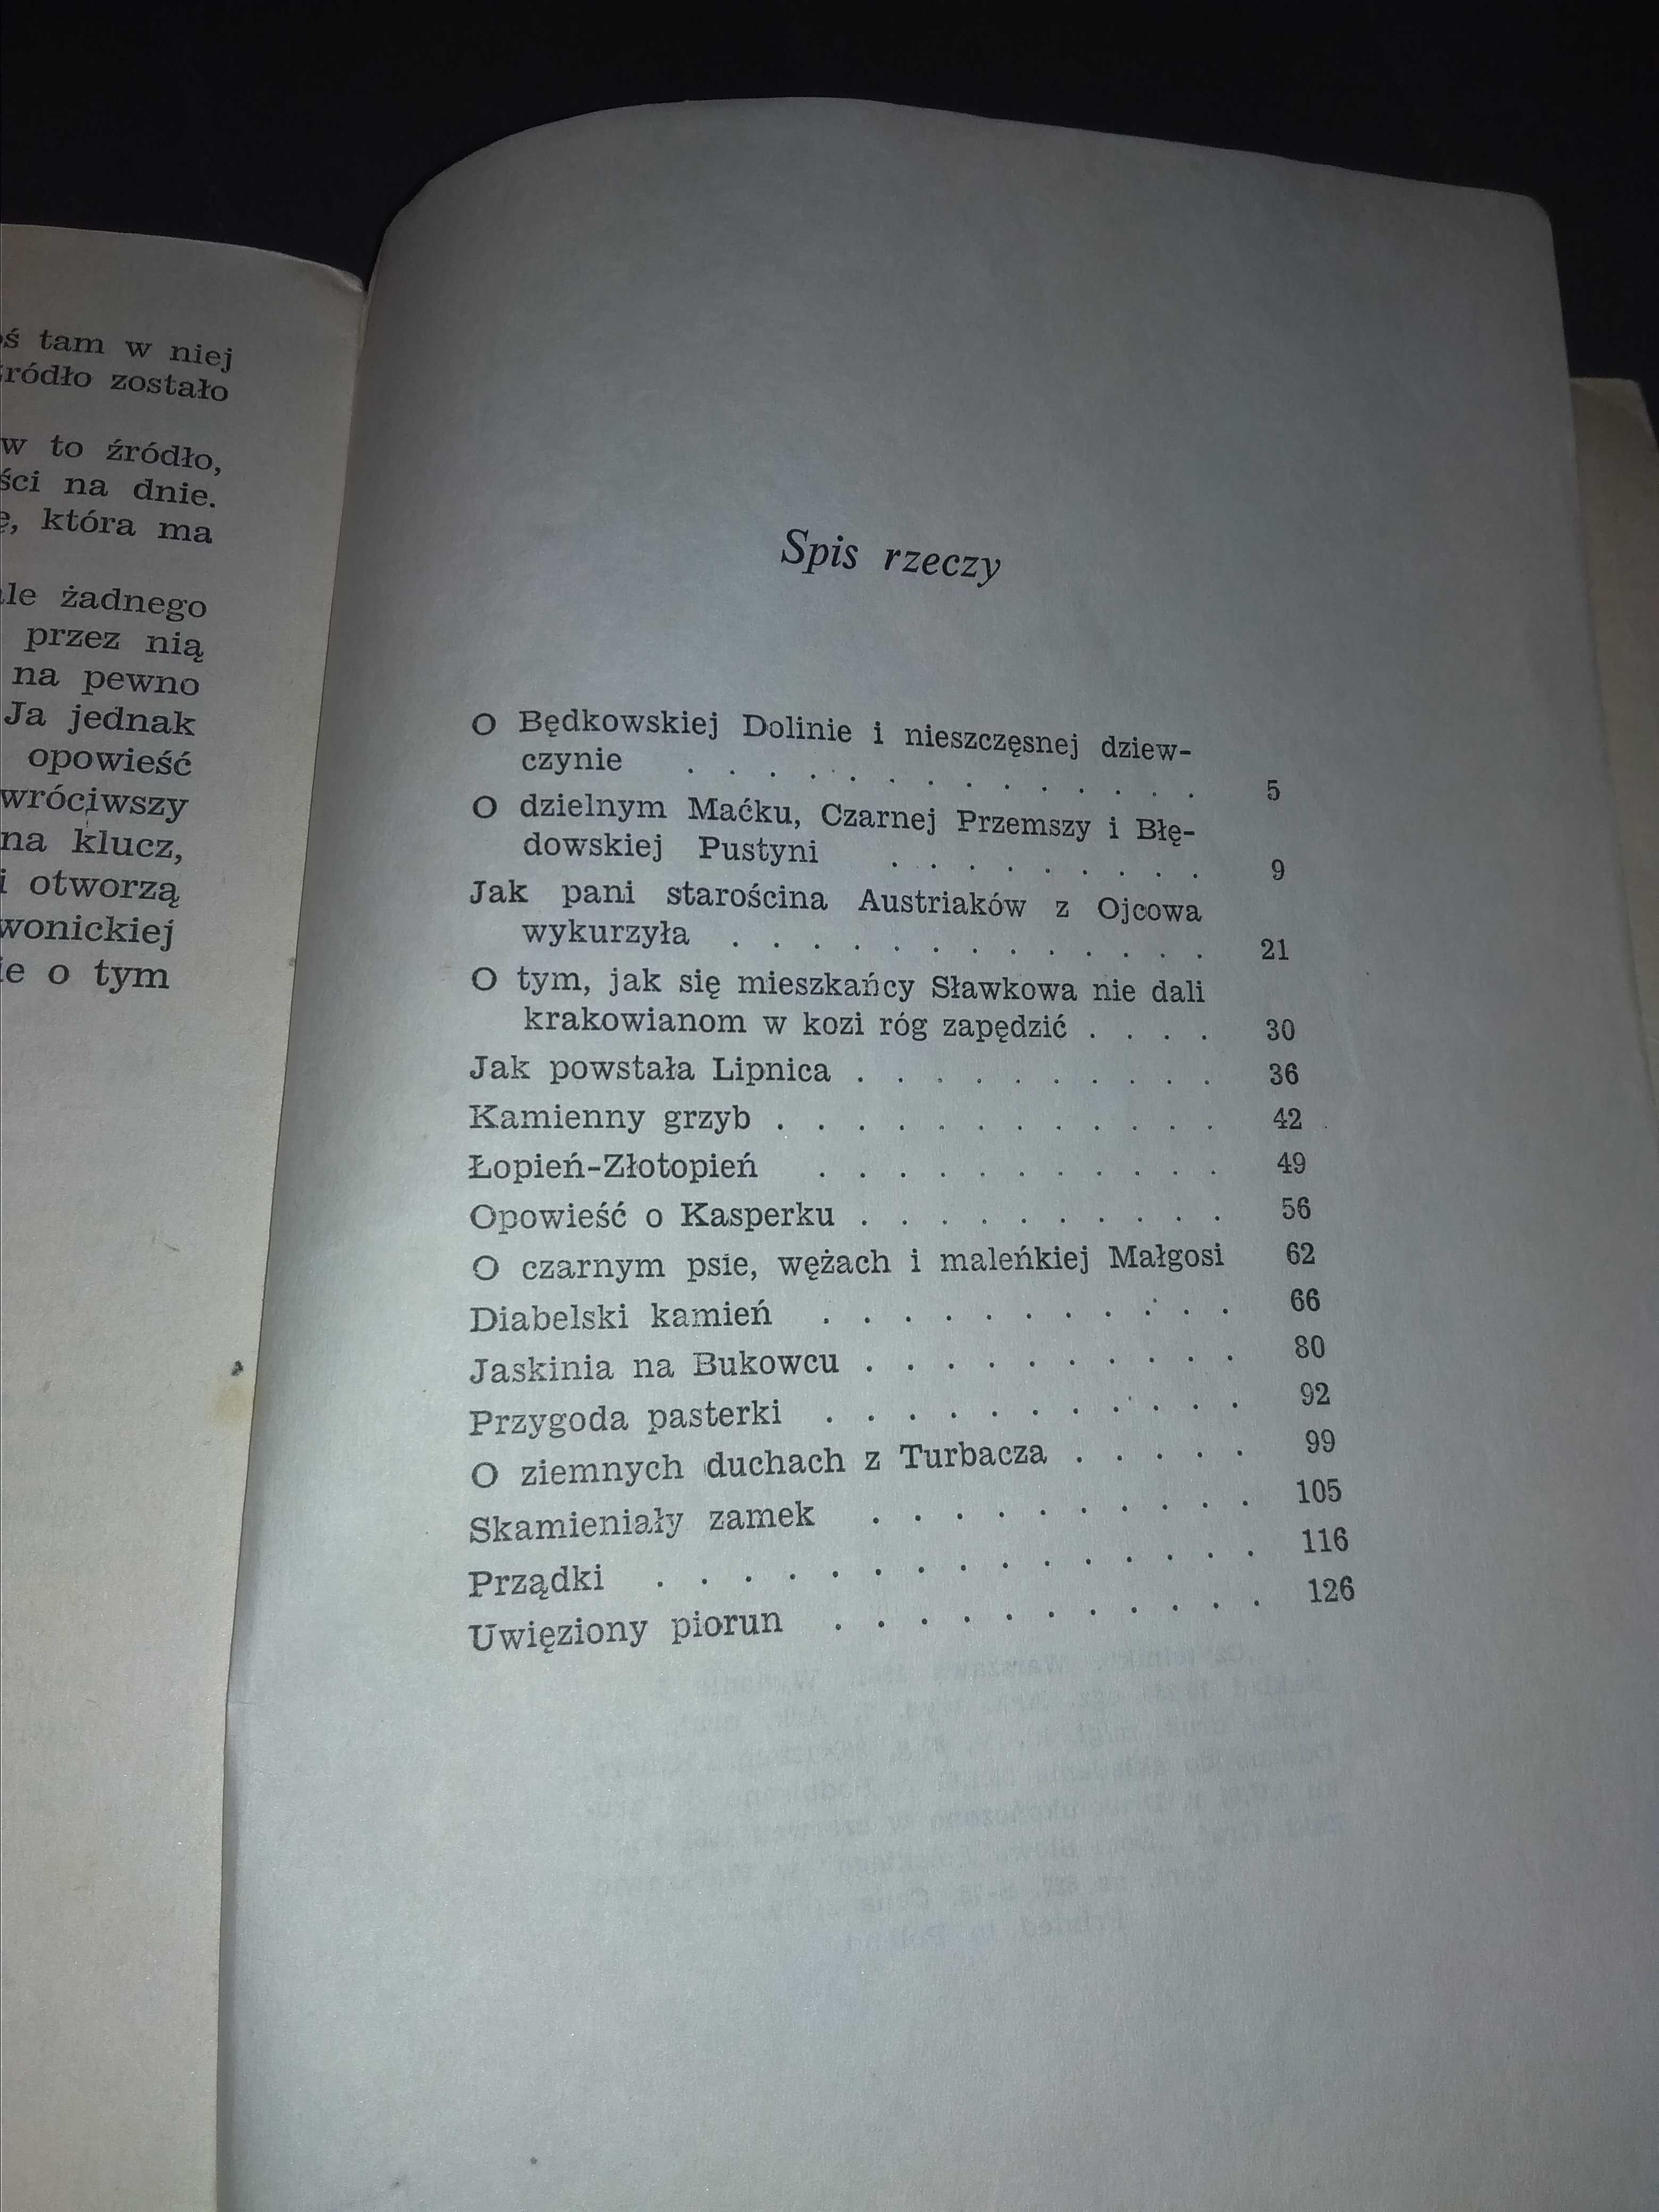 ś tam w niej
ródło zostało
w to źródło,
ści na dnie.
która ma
żadnego
przez nią
na pewno
Ja jednak
opowieść
wróciwszy
na klucz,
i otworzą
wonickiej
o tym
Spis rzeczy
O Będkowskiej Dolinie i nieszczęsnej dziew-
czynie . . . . . . . . . . . . . 5
O dzielnym Maćku, Czarnej Przemszy i Błę-
dowskiej Pustyni . . . . . . . . 9
Jak pani starościna Austriaków z Ojcowa
wykurzyła . . . . . . . . . . . . 21
O tym, jak się mieszkańcy Sławkowa nie dali
krakowianom w kozi róg zapędzić . . . . 30
Jak powstała Lipnica . . . . . . . . . . 36
Kamienny grzyb . . . . . . . . . . . . 42
Łopień-Złotopień . . . . . . . . . . . 49
Opowieść o Kasperku . . . . . . . . . . 56
O czarnym psie, wężach i maleńkiej Małgosi 62
Diabelski kamień . . . . . . . . . . . 66
Jaskinia na Bukowcu . . . . . . . . . . 80
Przygoda pasterki . . . . . . . . . . . 92
O ziemnych duchach z Turbacza . . . . . 99
Skamieniały zamek . . . . . . . . . . 105
Prządki . . . . . . . . . . . . . . . 116
Uwięziony piorun . . . . . . . . . . . 126